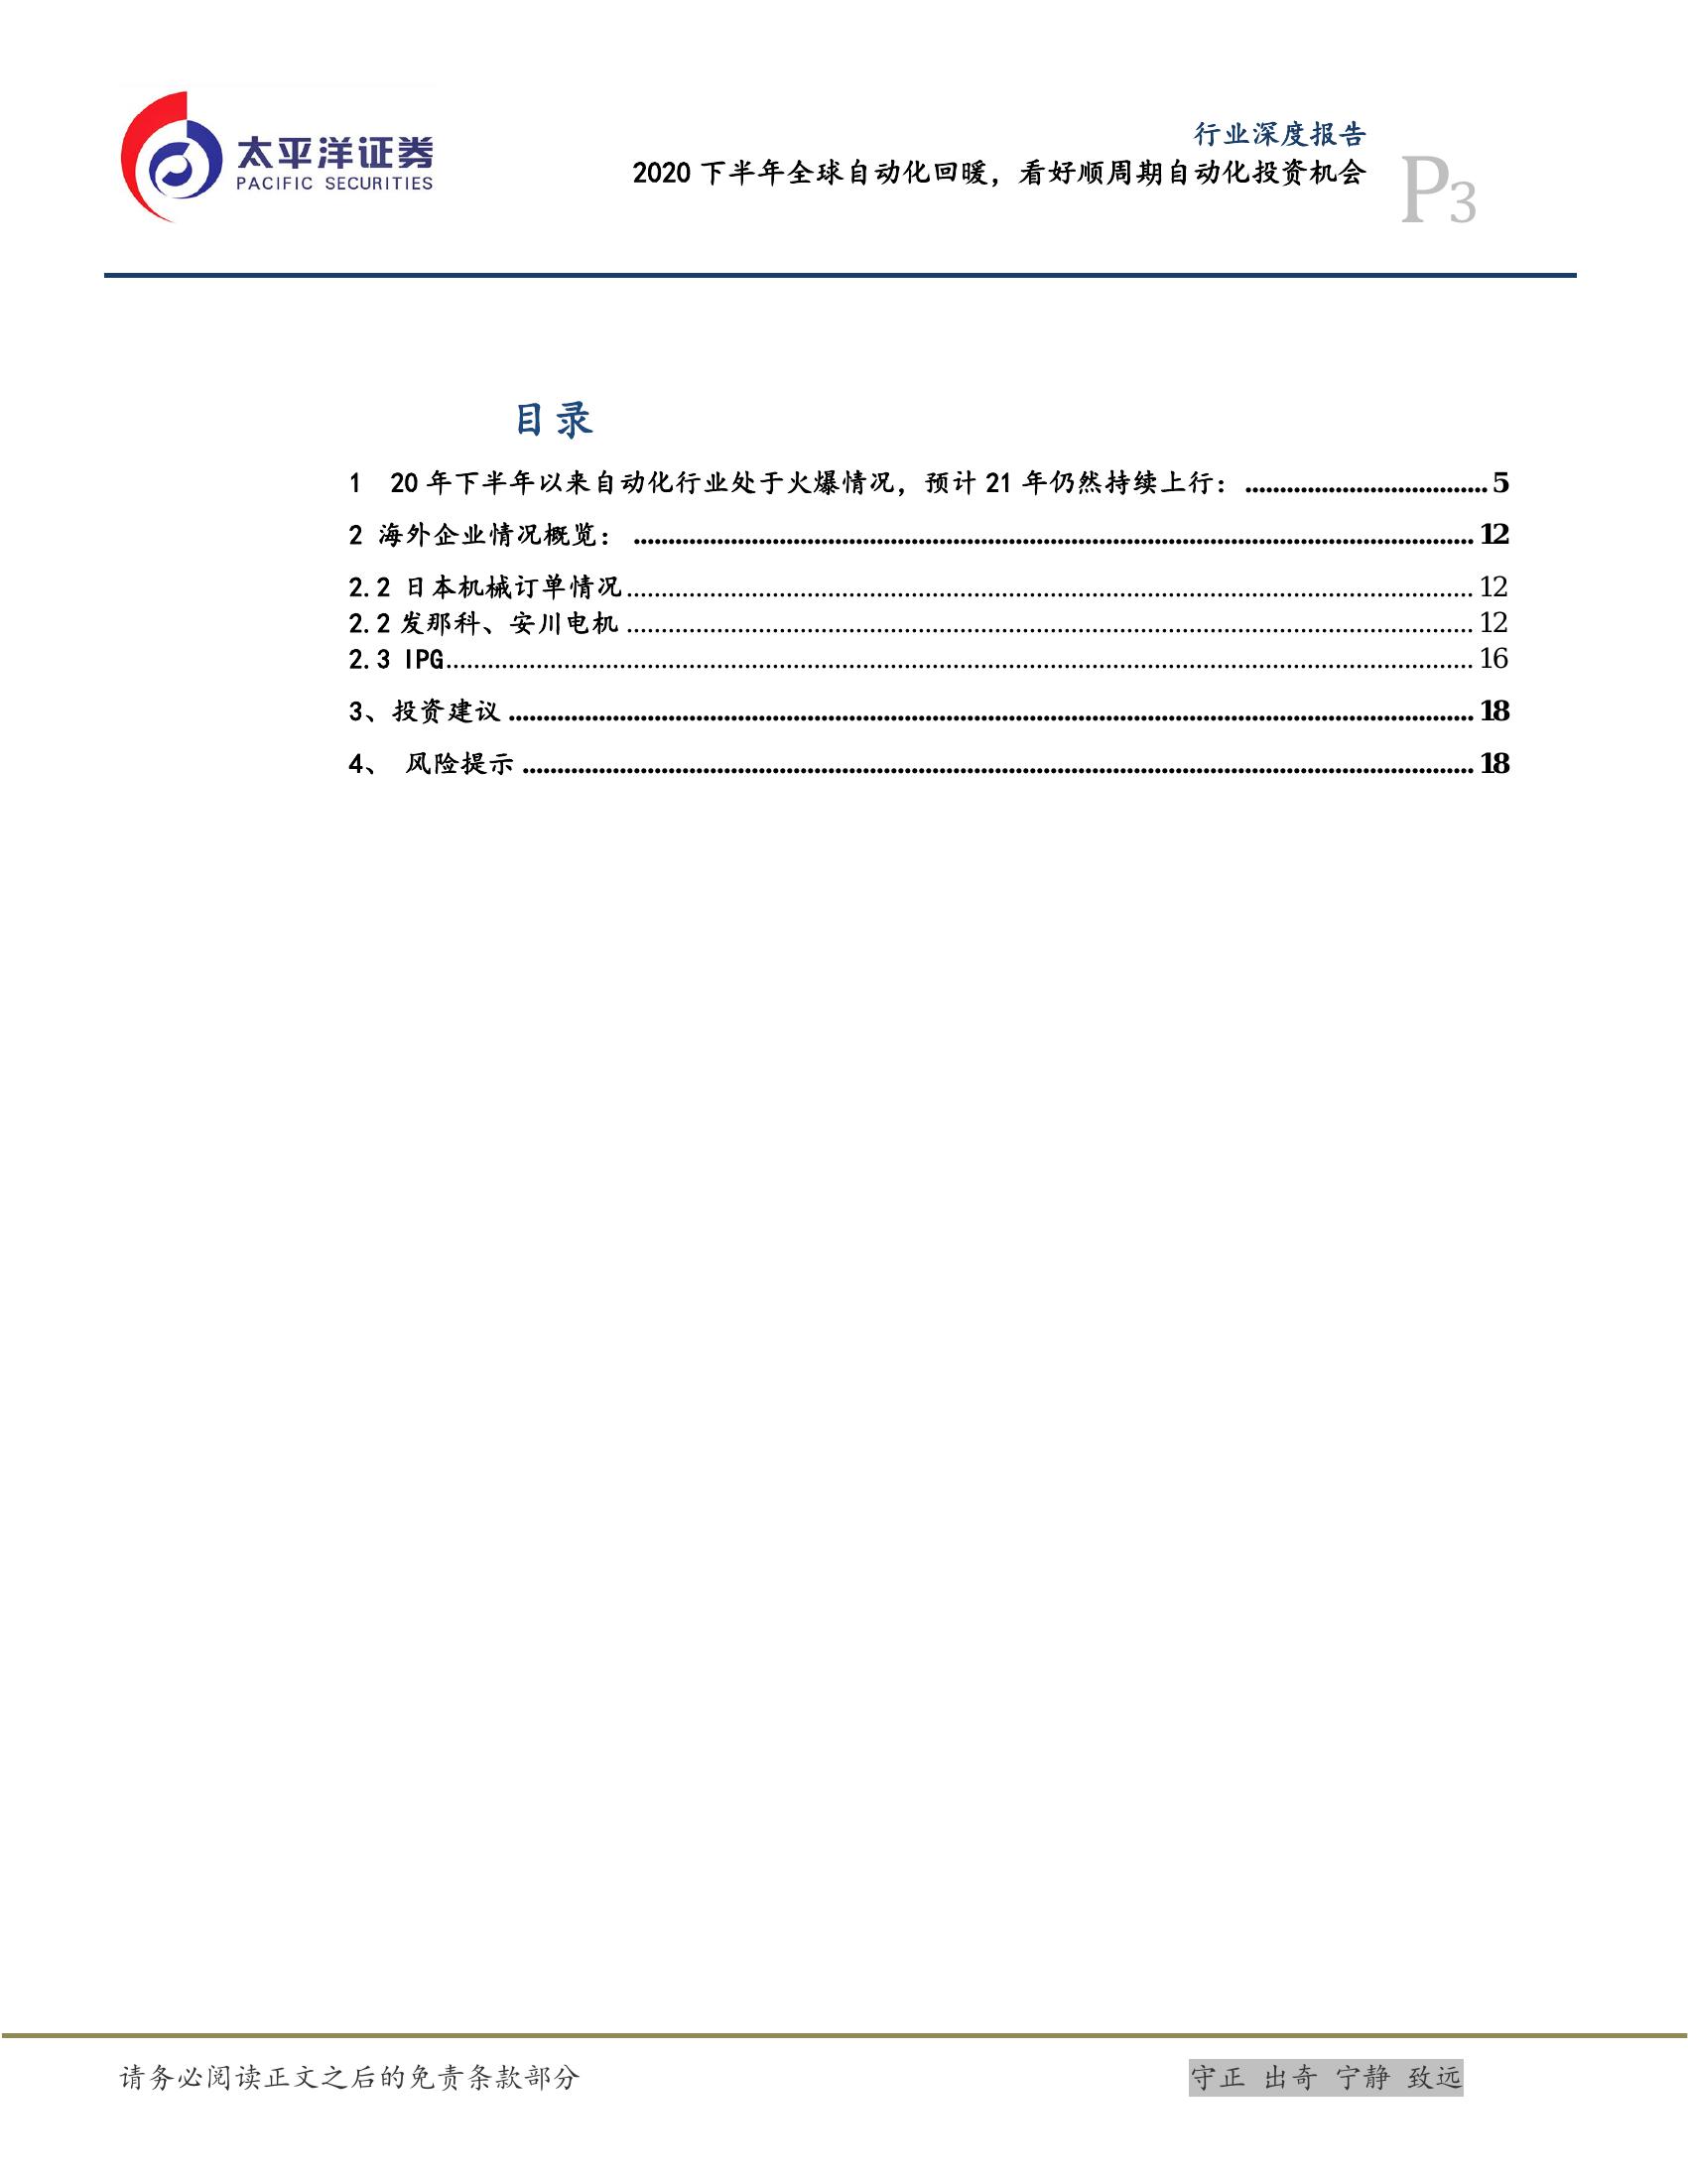 太平洋证券
PACIFIC SECURITIES
行业深度报告
2020 下半年全球自动化回暖，看好顺周期自动化投资机会
P3
目录
1 20 年下半年以来自动化行业处于火爆情况，预计 21 年仍然持续上行：................................... 5
2 海外企业情况概览：........................................................................................................................ 12
2.2 日本机械订单情况......................................................................................................................... 12
2.2 发那科、安川电机......................................................................................................................... 12
2.3 IPG.................................................................................................................................................... 16
3、投资建议.......................................................................................................................................... 18
4、 风险提示........................................................................................................................................ 18
请务必阅读正文之后的免责条款部分
守正 出奇 宁静 致远